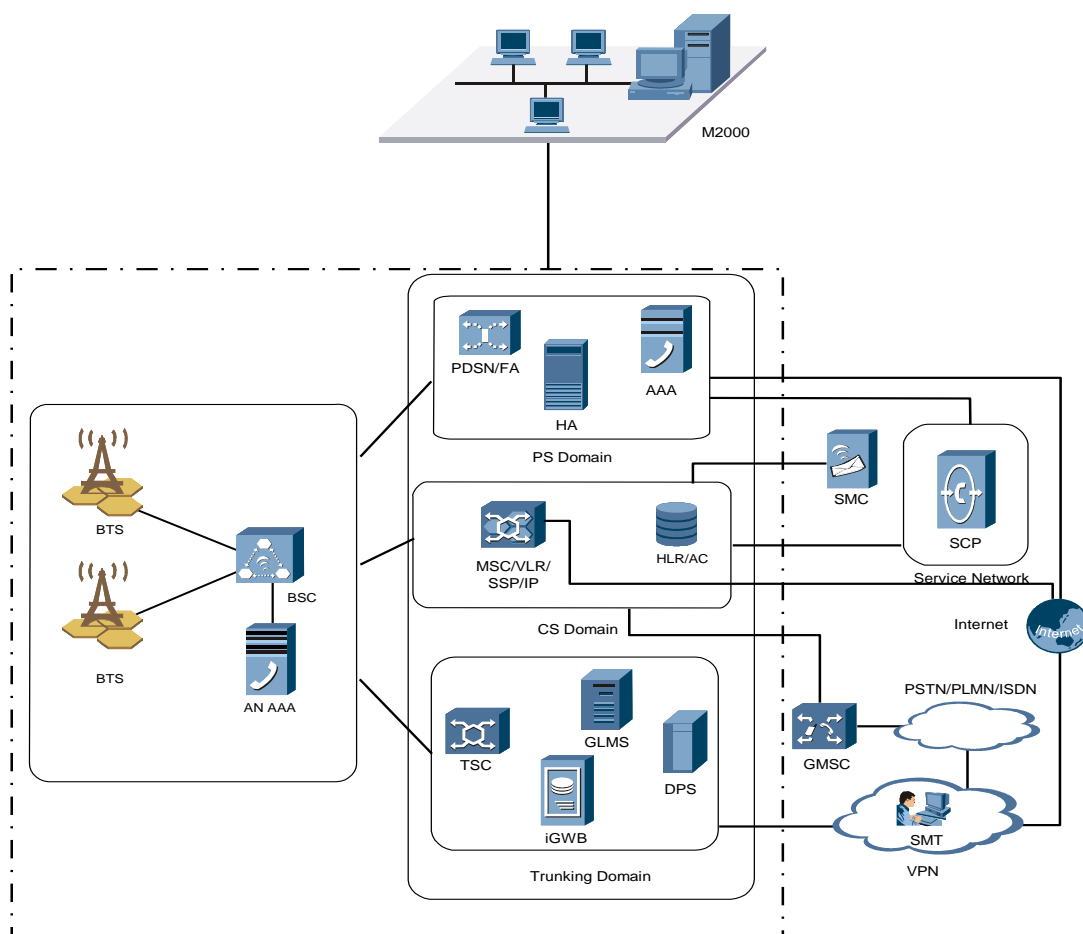 M2000
PDSN/FA
AAA
HA
PS Domain
BTS
BTS
BSC
AN AAA
MSC/VLR/
SSP/IP
HLR/AC
CS Domain
SMC
SCP
Service Network
Internet
Internet
TSC
GLMS
DPS
iGWB
Trunking Domain
GMSC
PSTN/PLMN/ISDN
SMT
VPN